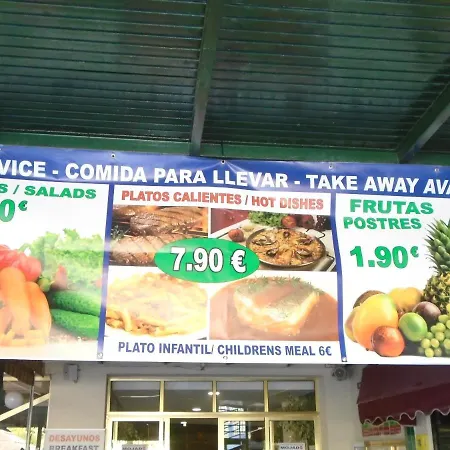 VICE - COMIDA PARA LLEVAR - TAKE AWAY AVA
S / SALADS
0€
PLATOS CALIENTES / HOT DISHES
7.90 €
PLATO INFANTIL/ CHILDRENS MEAL 6€
FRUTAS
POSTRES
1.90€
DESAYUNOS
BREAKFAST